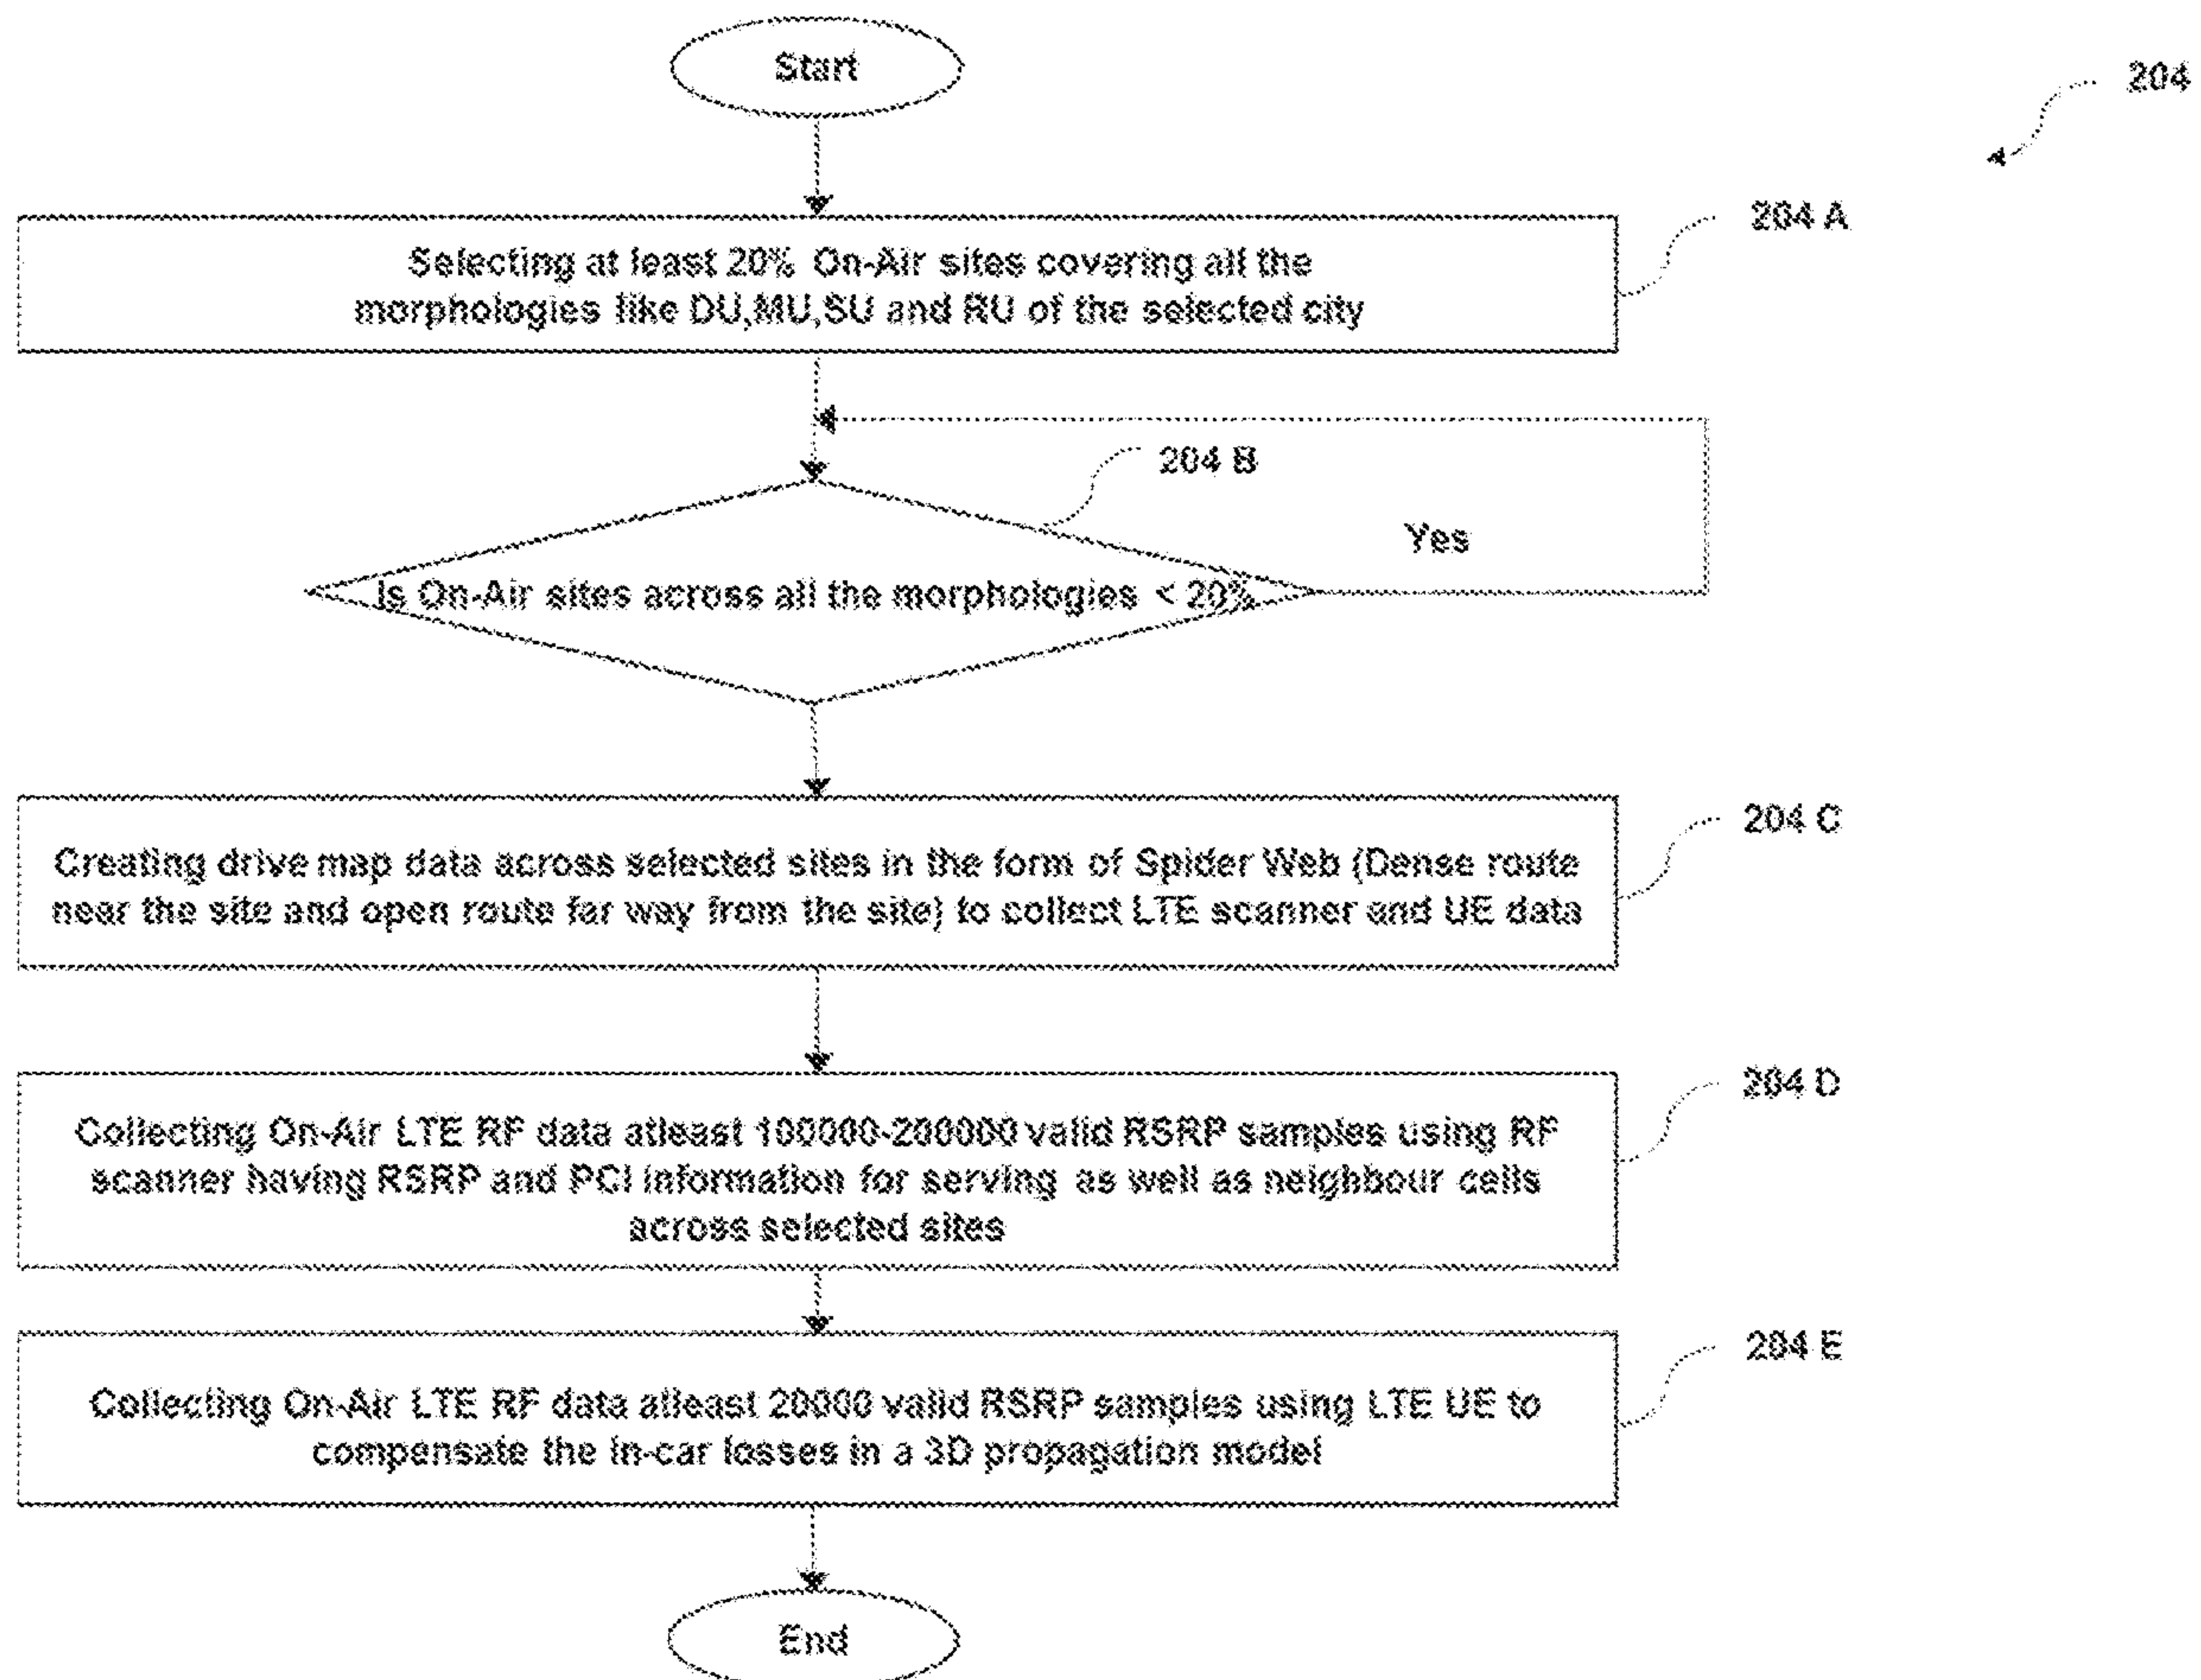 Start
204
204 A
Selecting at least 20% On-Air sites covering all the
morphologies like DU,MU,SU and RU of the selected city
204 B
Yes
Is On-Air sites across all the morphologies < 20%
204 C
Creating drive map data across selected sites in the form of Spider Web (Dense route
near the site and open route far way from the site) to collect LTE scanner and UE data
204 D
Collecting On-Air LTE RF data atleast 100000-200000 valid RSRP samples using RF
scanner having RSRP and PCI information for serving as well as neighbour cells
across selected sites
204 E
Collecting On-Air LTE RF data atleast 20000 valid RSRP samples using LTE UE to
compensate the in-car losses in a 3D propagation model
End